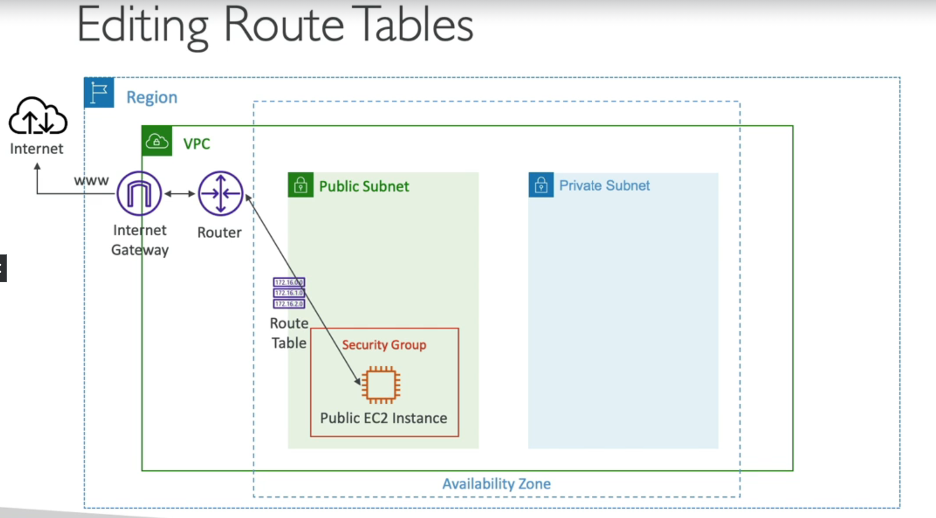 Editing Route Tables
Region
Internet
VPC
www
Public Subnet
Private Subnet
Internet
Gateway
Router
172.16.0.0
172.16.1.0
172.16.2.0
Route
Table
Security Group
Public EC2 Instance
Availability Zone